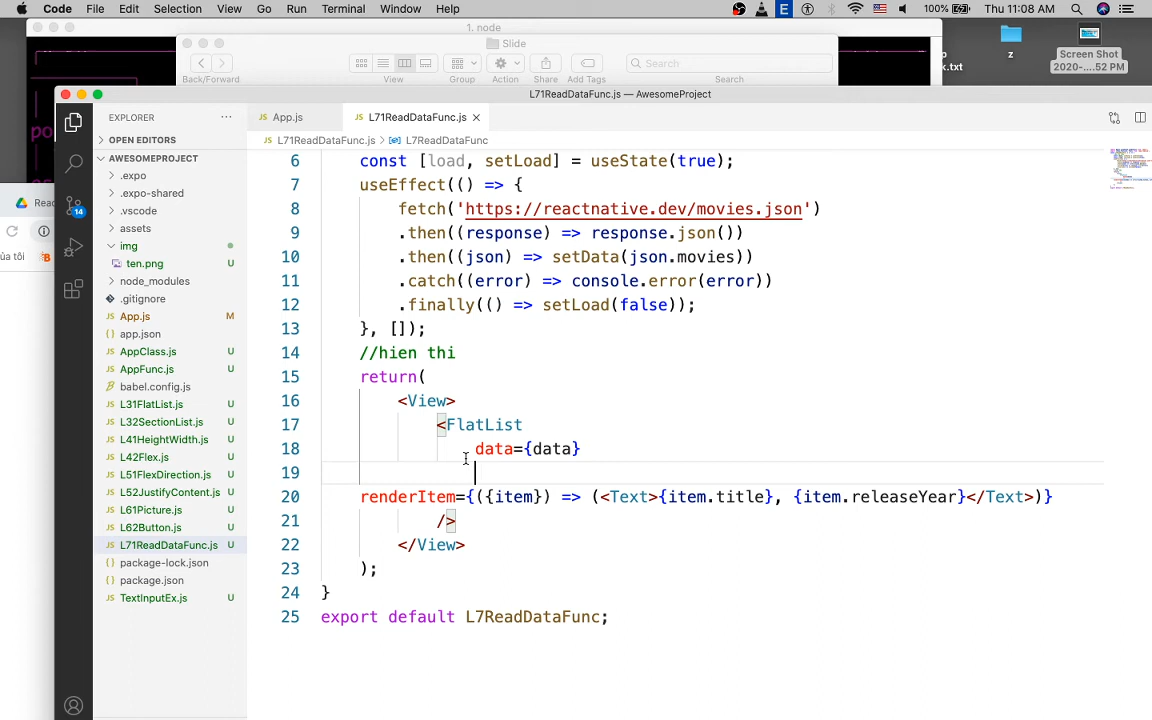 Code File Edit Selection View Go Run Terminal Window Help 100% Thu 11:08 AM
1. node
Slide
Back/Forward View Group Action Share Add Tags Search
Search
z
Screen Shot
2020-....52 PM
k.txt
L71ReadDataFunc.js — AwesomeProject
EXPLORER
App.js
L71ReadDataFunc.js
OPEN EDITORS
L71ReadDataFunc.js > L7ReadDataFunc
AWESOMEPROJECT
.expo
.expo-shared
.vscode
assets
img
ten.png U
node_modules
.gitignore
App.js M
app.json
AppClass.js U
AppFunc.js U
babel.config.js
L31FlatList.js U
L32SectionList.js U
L41HeightWidth.js U
L42Flex.js U
L51FlexDirection.js U
L52JustifyContent.js U
L61Picture.js U
L62Button.js U
L71ReadDataFunc.js U
package-lock.json
package.json
TextInputEx.js U
14
Read
ủa tôi
po
6 const [load, setLoad] = useState(true);
7 useEffect(() => {
8 fetch('https://reactnative.dev/movies.json')
9 .then((response) => response.json())
10 .then((json) => setData(json.movies))
11 .catch((error) => console.error(error))
12 .finally(() => setLoad(false));
13 }, []);
14 //hien thi
15 return(
16 <View>
17 <FlatList
18 data={data}
19
20 renderItem={({item}) => (<Text>{item.title}, {item.releaseYear}</Text>)}
21 />
22 </View>
23 );
24 }
25 export default L7ReadDataFunc;